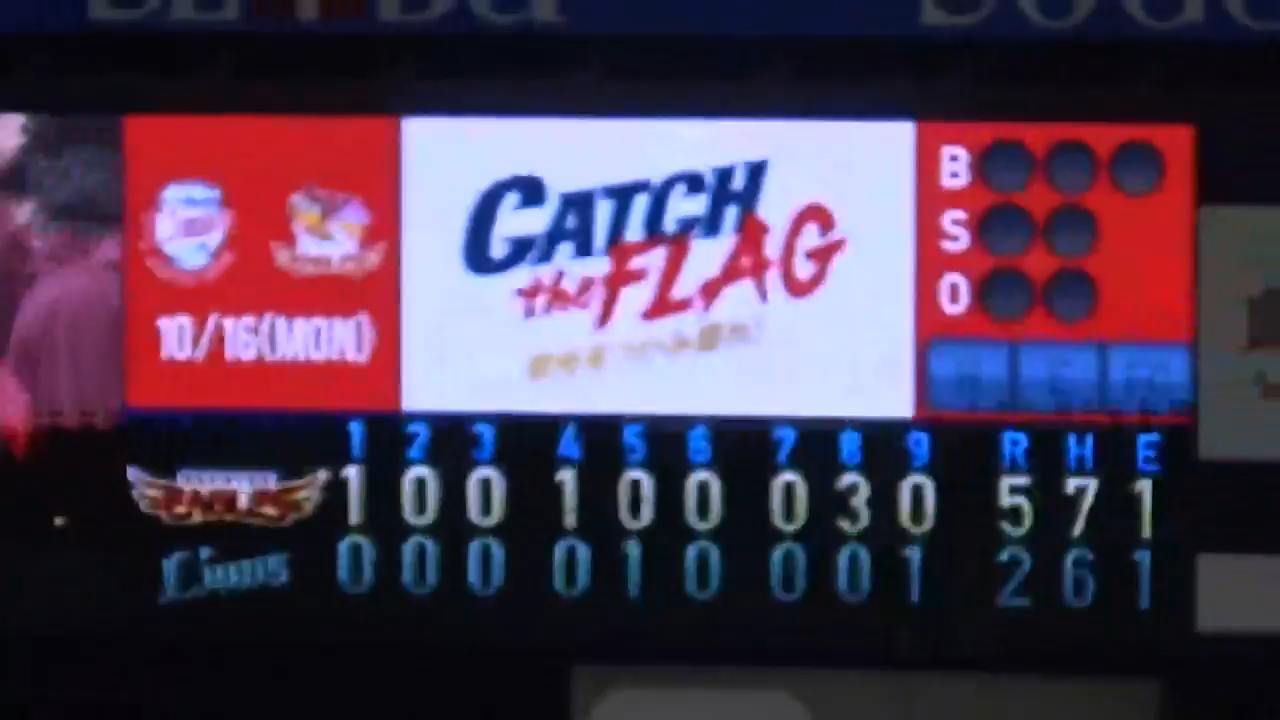 CATCH
the FLAG
B
S
O
10/16(MON)
1 2 3 4 5 6 7 8 9 R H E
EAGLES 1 0 0 1 0 0 0 3 0 5 7 1
Lions 0 0 0 0 1 0 0 0 1 2 6 1